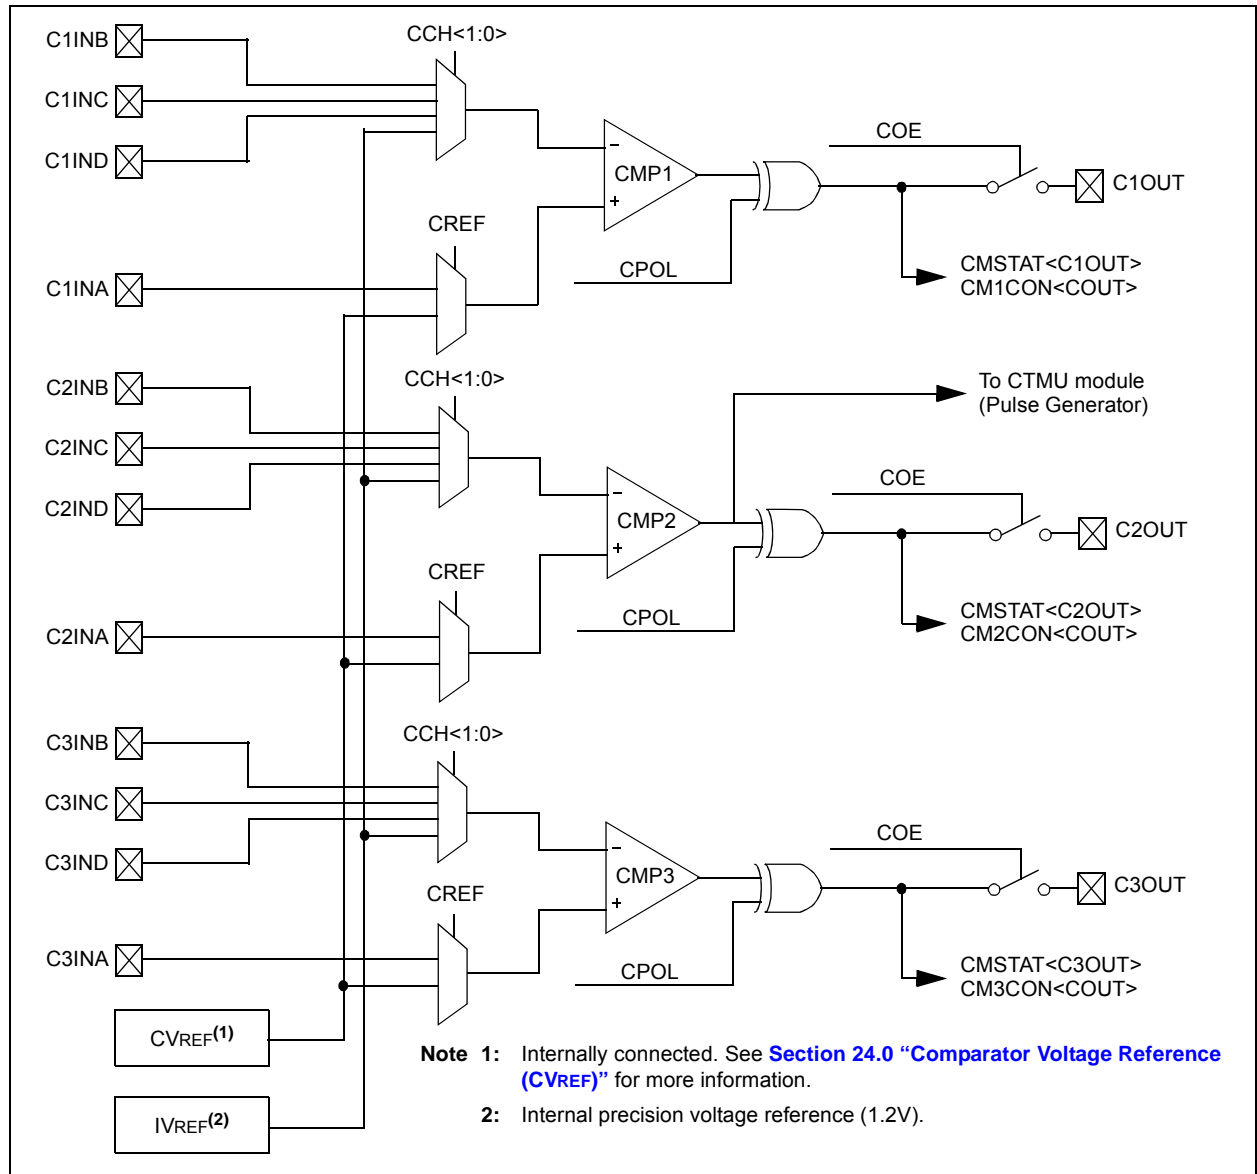 C1INB
CCH<1:0>
C1INC
C1IND
COE
-
CMP1
+
C1OUT
CREF
CPOL
CMSTAT<C1OUT>
CM1CON<COUT>
C1INA
C2INB
CCH<1:0>
To CTMU module
(Pulse Generator)
C2INC
C2IND
COE
-
CMP2
+
C2OUT
CREF
CPOL
CMSTAT<C2OUT>
CM2CON<COUT>
C2INA
C3INB
CCH<1:0>
C3INC
C3IND
COE
-
CMP3
+
C3OUT
CREF
CPOL
CMSTAT<C3OUT>
CM3CON<COUT>
C3INA
CVREF(1)
Note 1: Internally connected. See Section 24.0 “Comparator Voltage Reference
(CVREF)” for more information.
2: Internal precision voltage reference (1.2V).
IVREF(2)